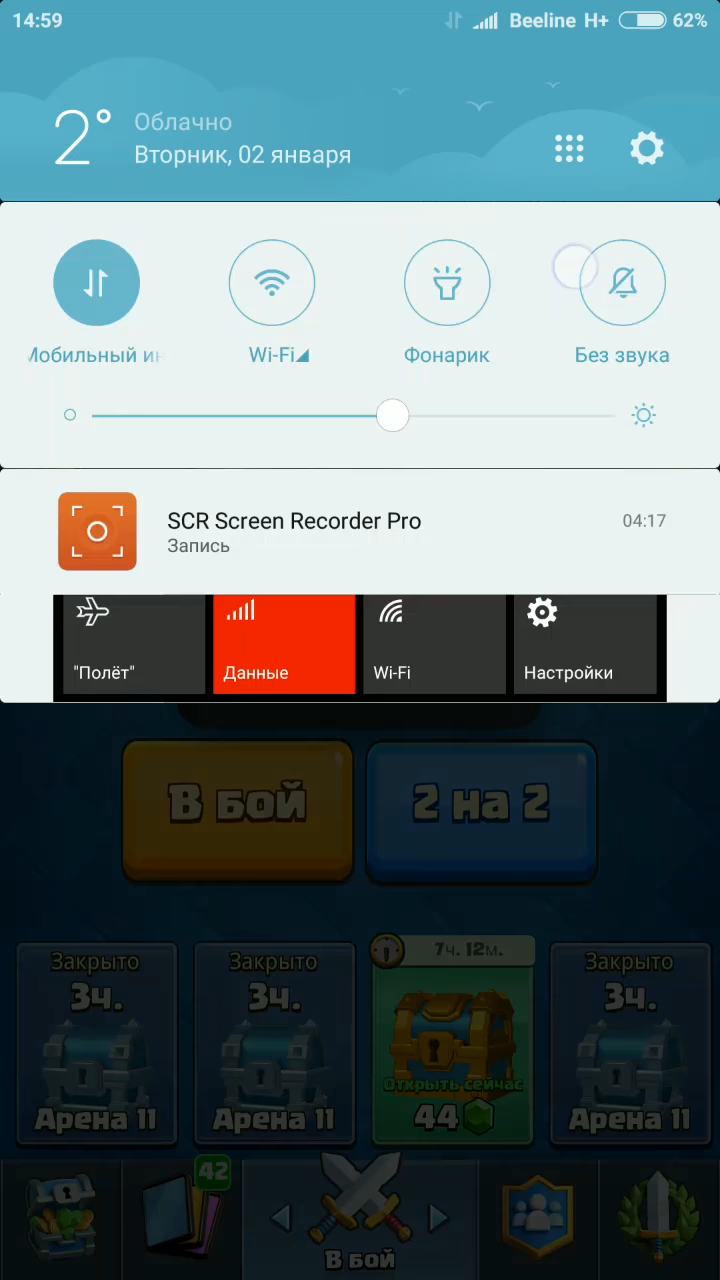 14:59 Beeline H+ 62%
2° Облачно
Вторник, 02 января
Мобильный ин Wi-Fi Фонарик Без звука
SCR Screen Recorder Pro 04:17
Запись
"Полёт" Данные Wi-Fi Настройки
В бой 2 на 2
7ч. 12м.
Закрыто Закрыто Закрыто
3ч. 3ч. 3ч.
Открыть сейчас
Арена 11 Арена 11 44 Арена 11
42
В бой